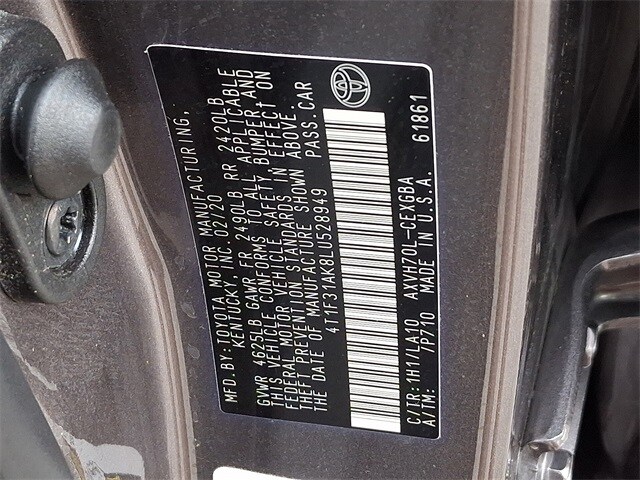 MFD.BY: TOYOTA MOTOR MANUFACTURING,
KENTUCKY, INC. 02/20
GVWR 4625LB GAWR FR 2490LB RR 2420LB
THIS VEHICLE CONFORMS TO ALL APPLICABLE
FEDERAL MOTOR VEHICLE SAFETY, BUMPER AND
THEFT PREVENTION STANDARDS IN EFFECT ON
THE DATE OF MANUFACTURE SHOWN ABOVE.
4T1F31AK8LU528949 PASS.CAR
C/TR: 1H1/LA10 AXVH70L-CEXGBA
A/TM: /7P710 MADE IN U.S.A. 61861